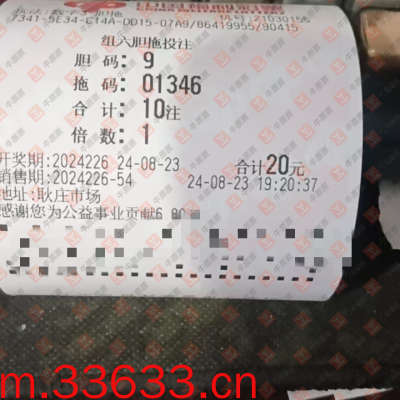 7341-5E34-C14A-DD15-07A9/86419955/90415
组六胆拖投注
胆 码: 9
拖 码: 01346
合 计: 10注
倍 数: 1
开奖期:2024226 24-08-23 合计20元
销售期:2024226-54 24-08-23 19:20:37
地址:耿庄市场
感谢您为公益事业贡献6
m.33633.cn